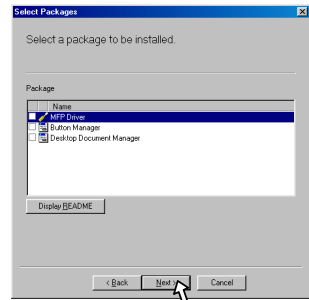 Select Packages
Select a package to be installed.
Package
Name
MFP Driver
Button Manager
Desktop Document Manager
Display README
< Back
Next >
Cancel